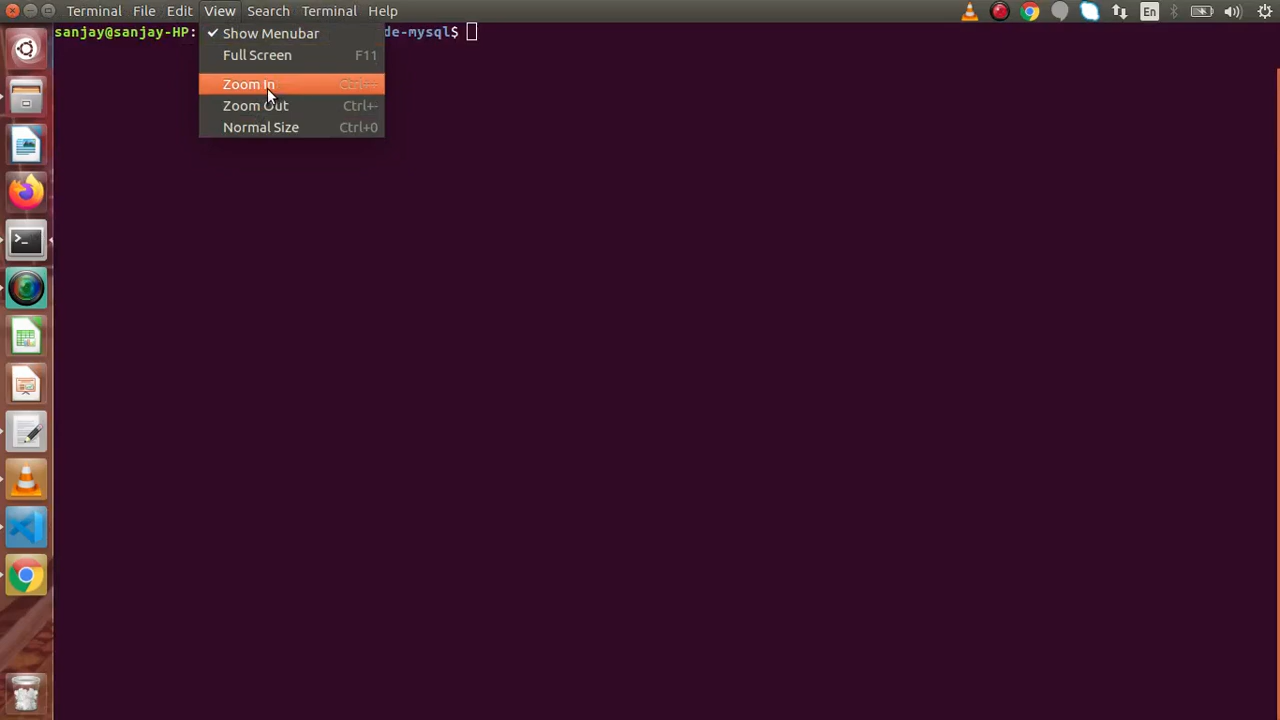 Terminal File Edit View Search Terminal Help En
sanjay@sanjay-HP: de-mysql$
✓ Show Menubar
Full Screen F11
Zoom In Ctrl++
Zoom Out Ctrl+-
Normal Size Ctrl+0